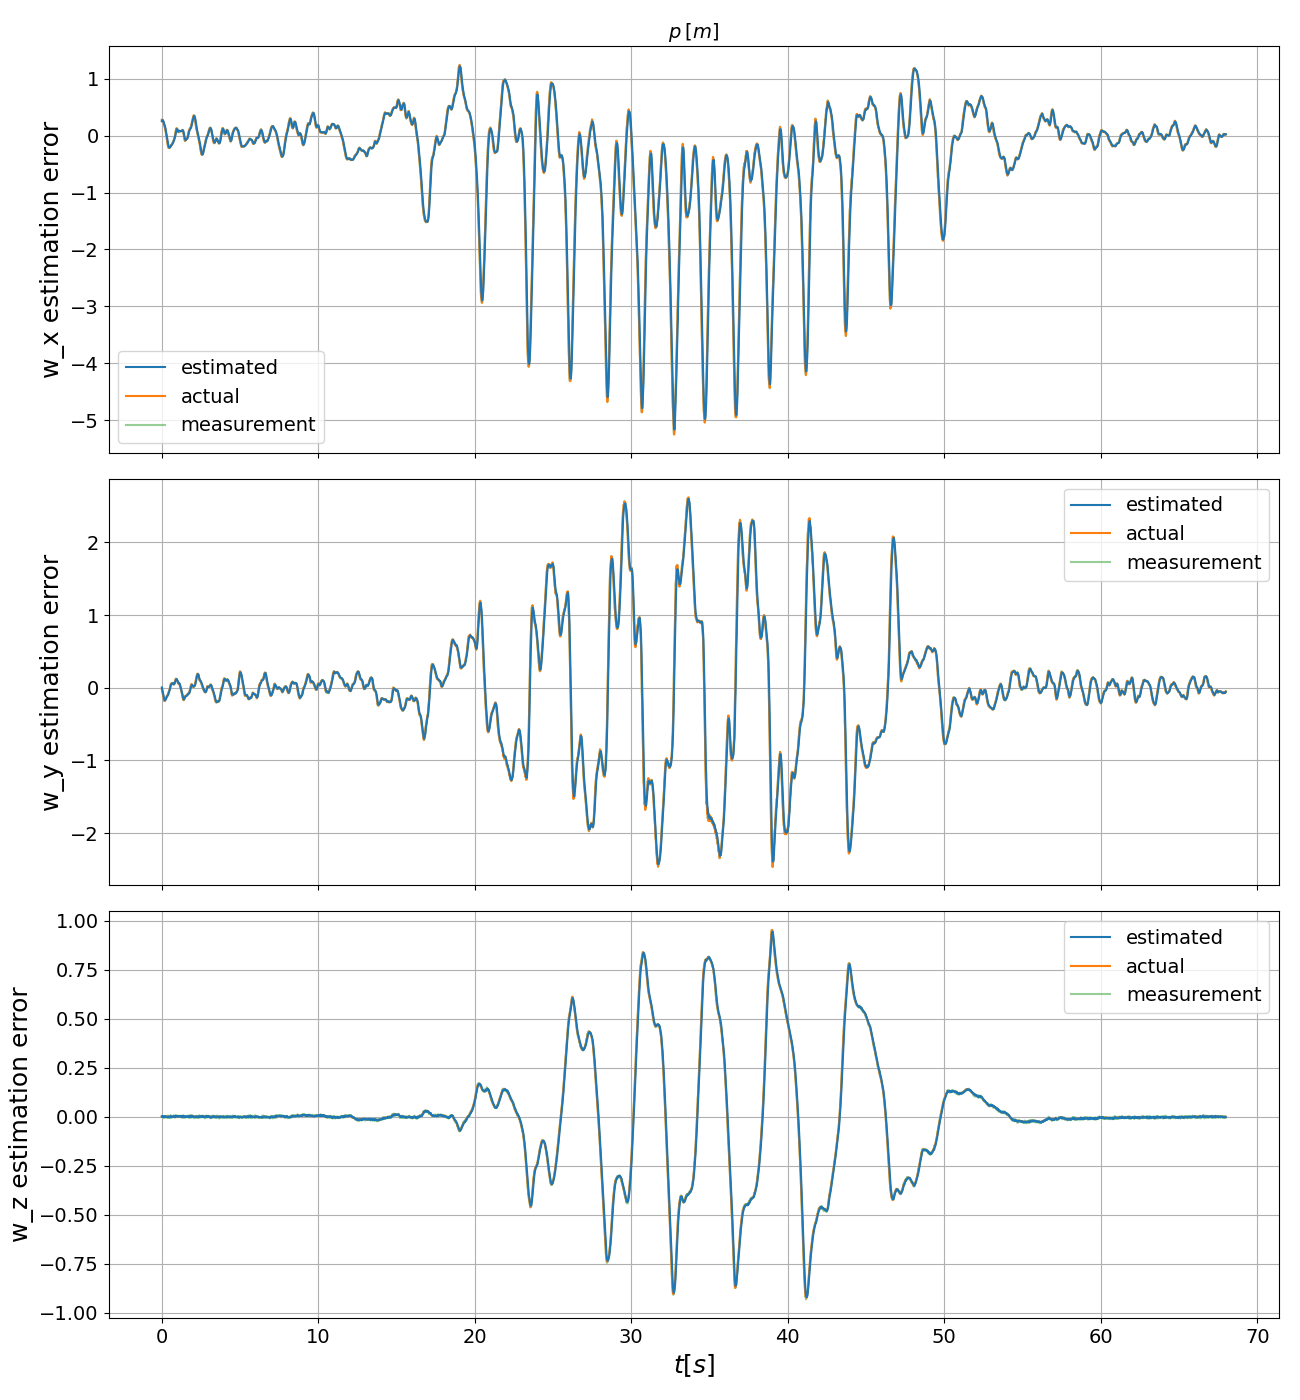 p [m]
w_x estimation error
1
0
−1
−2
−3
−4
−5
estimated
actual
measurement
w_y estimation error
2
1
0
−1
−2
estimated
actual
measurement
w_z estimation error
1.00
0.75
0.50
0.25
0.00
−0.25
−0.50
−0.75
−1.00
estimated
actual
measurement
0 10 20 30 40 50 60 70
t[s]